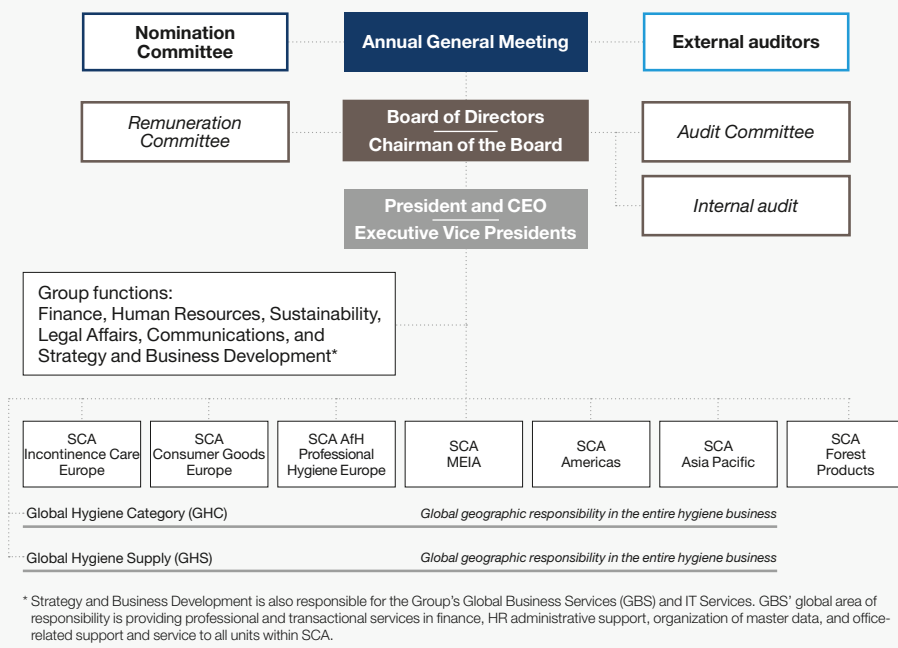 Nomination
Committee
Annual General Meeting
External auditors
Remuneration
Committee
Board of Directors
Chairman of the Board
Audit Committee
Internal audit
President and CEO
Executive Vice Presidents
Group functions:
Finance, Human Resources, Sustainability,
Legal Affairs, Communications, and
Strategy and Business Development*
SCA
Incontinence Care
Europe
SCA
Consumer Goods
Europe
SCA AfH
Professional
Hygiene Europe
SCA
MEIA
SCA
Americas
SCA
Asia Pacific
SCA
Forest
Products
Global Hygiene Category (GHC)
Global geographic responsibility in the entire hygiene business
Global Hygiene Supply (GHS)
Global geographic responsibility in the entire hygiene business
* Strategy and Business Development is also responsible for the Group's Global Business Services (GBS) and IT Services. GBS' global area of
responsibility is providing professional and transactional services in finance, HR administrative support, organization of master data, and office-
related support and service to all units within SCA.